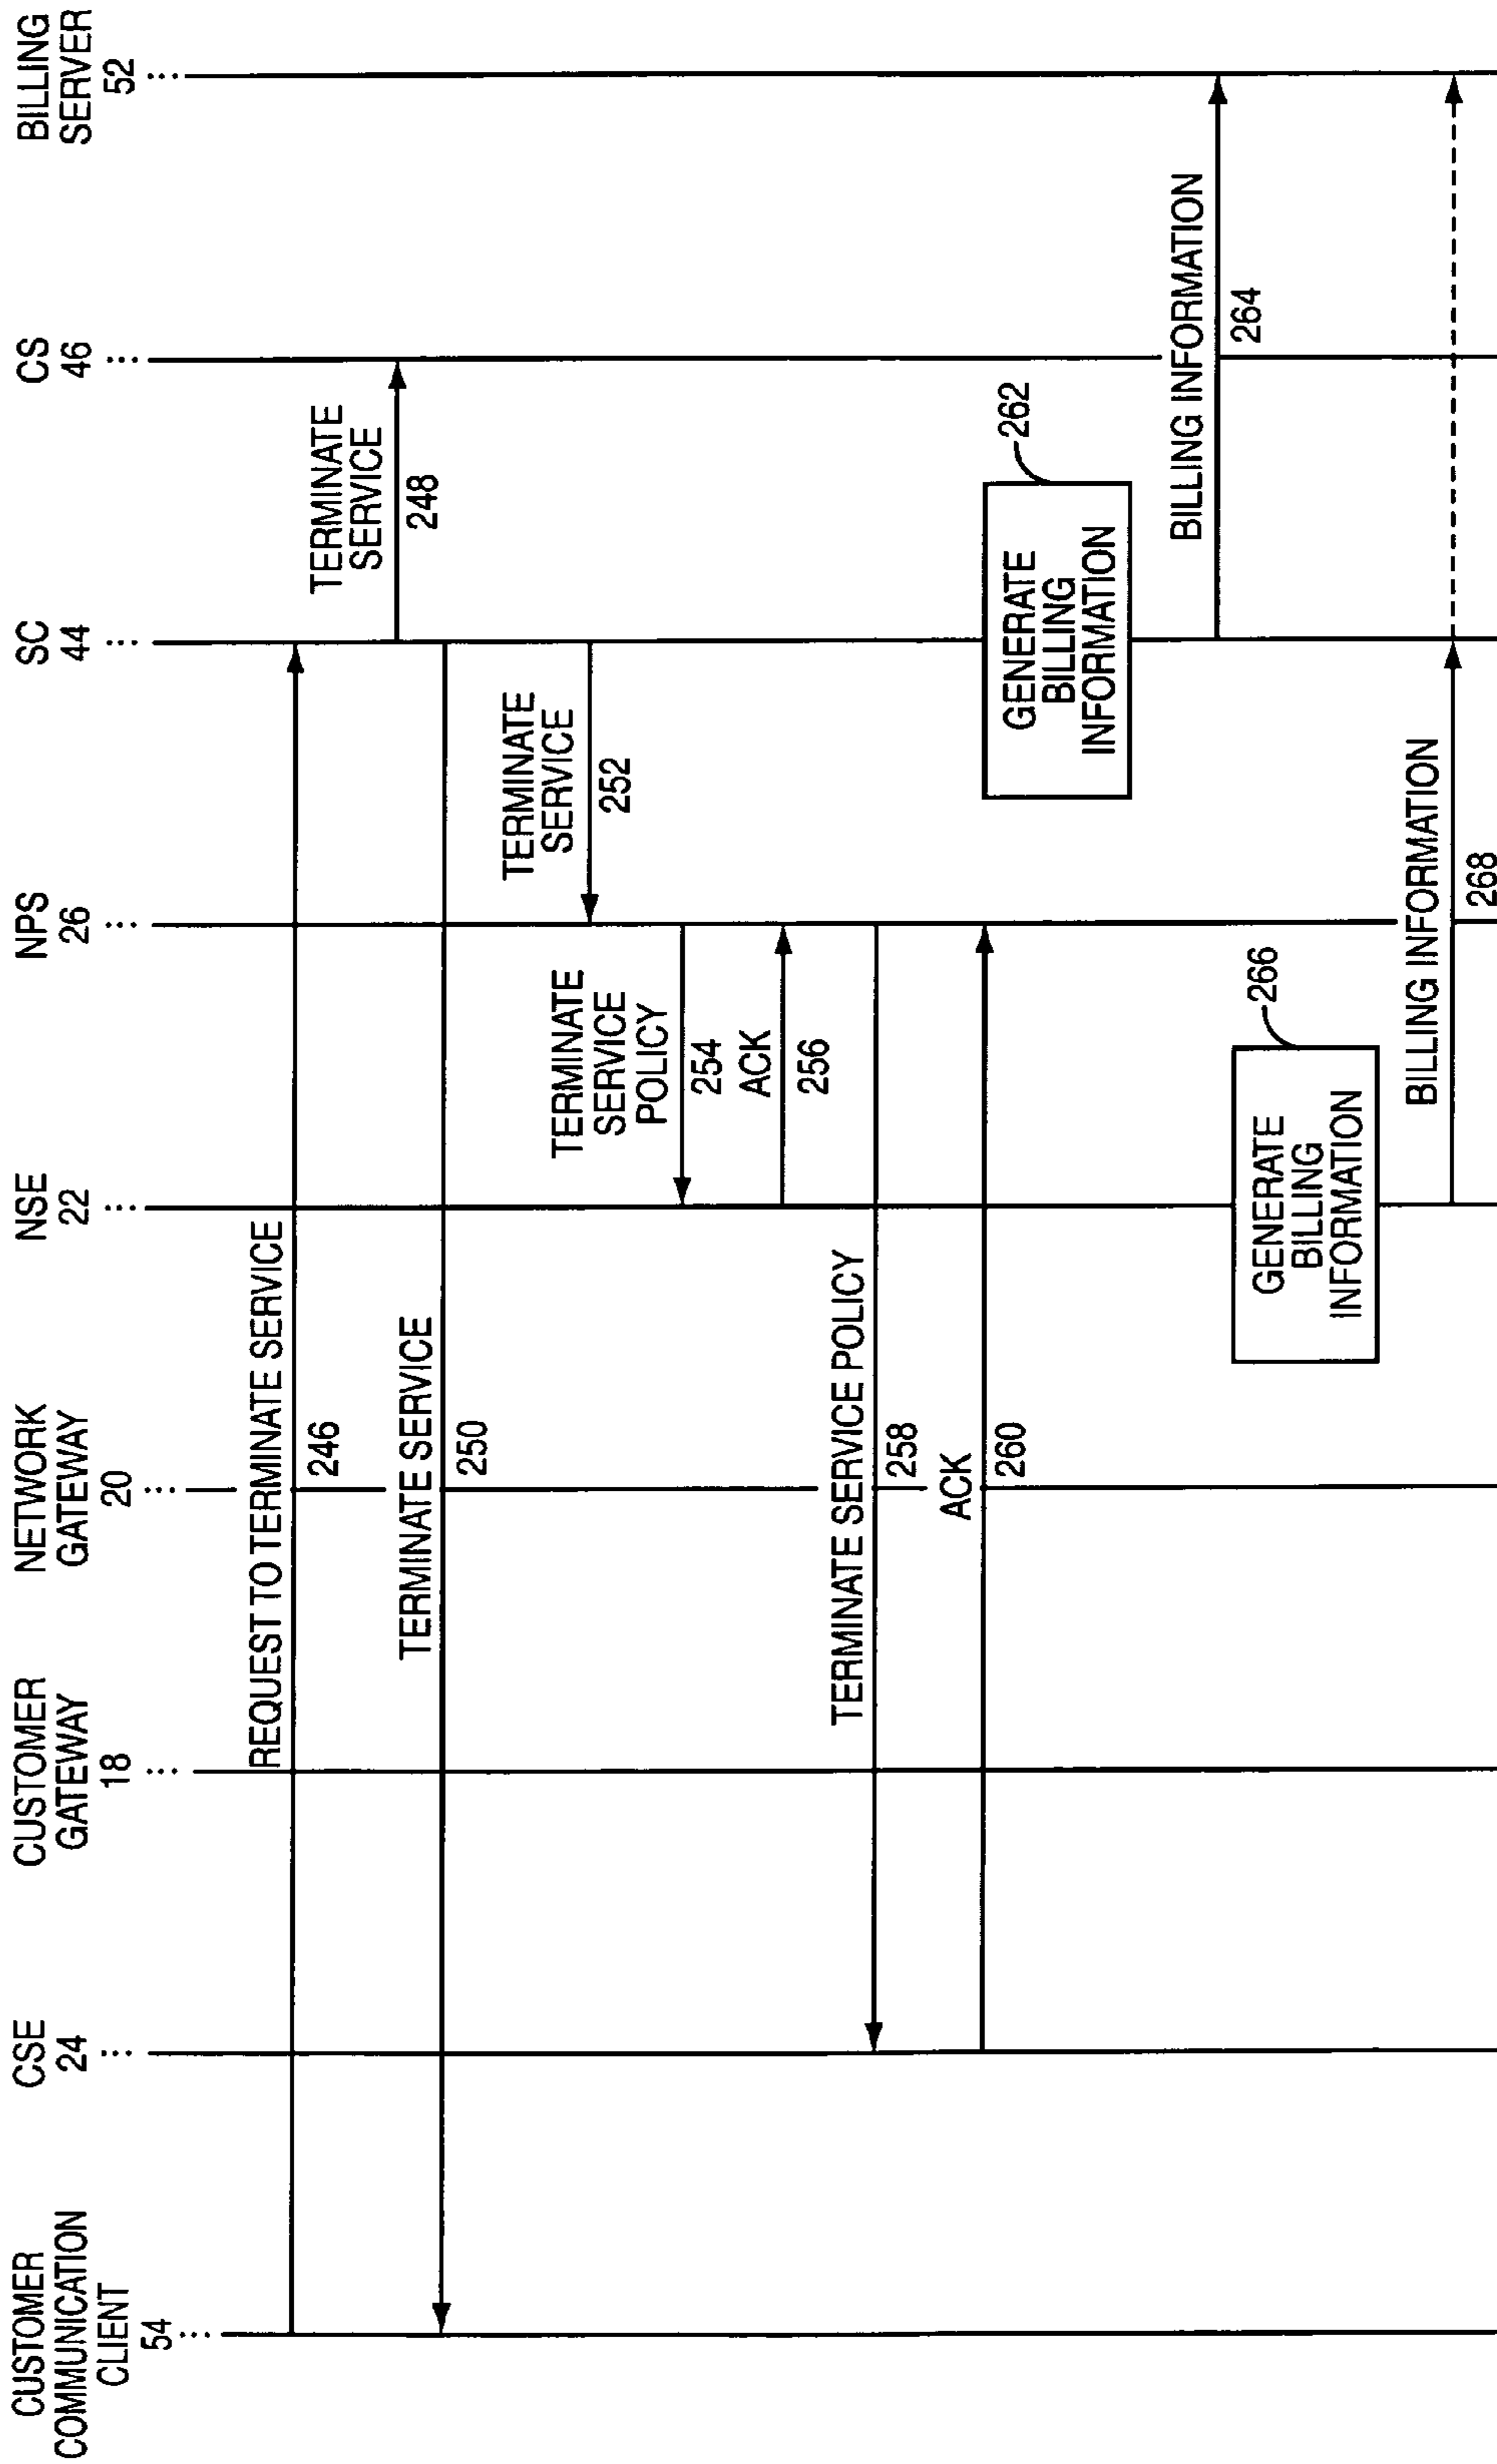 CUSTOMER
COMMUNICATION
CLIENT
54
CSE
24
CUSTOMER
GATEWAY
18
NETWORK
GATEWAY
20
NSE
22
NPS
26
SC
44
CS
46
BILLING
SERVER
52
REQUEST TO TERMINATE SERVICE
246
TERMINATE
SERVICE
248
TERMINATE SERVICE
250
TERMINATE
SERVICE
252
TERMINATE
SERVICE
POLICY
254
ACK
256
TERMINATE SERVICE POLICY
258
ACK
260
GENERATE
BILLING
INFORMATION
262
BILLING INFORMATION
264
GENERATE
BILLING
INFORMATION
266
BILLING INFORMATION
268